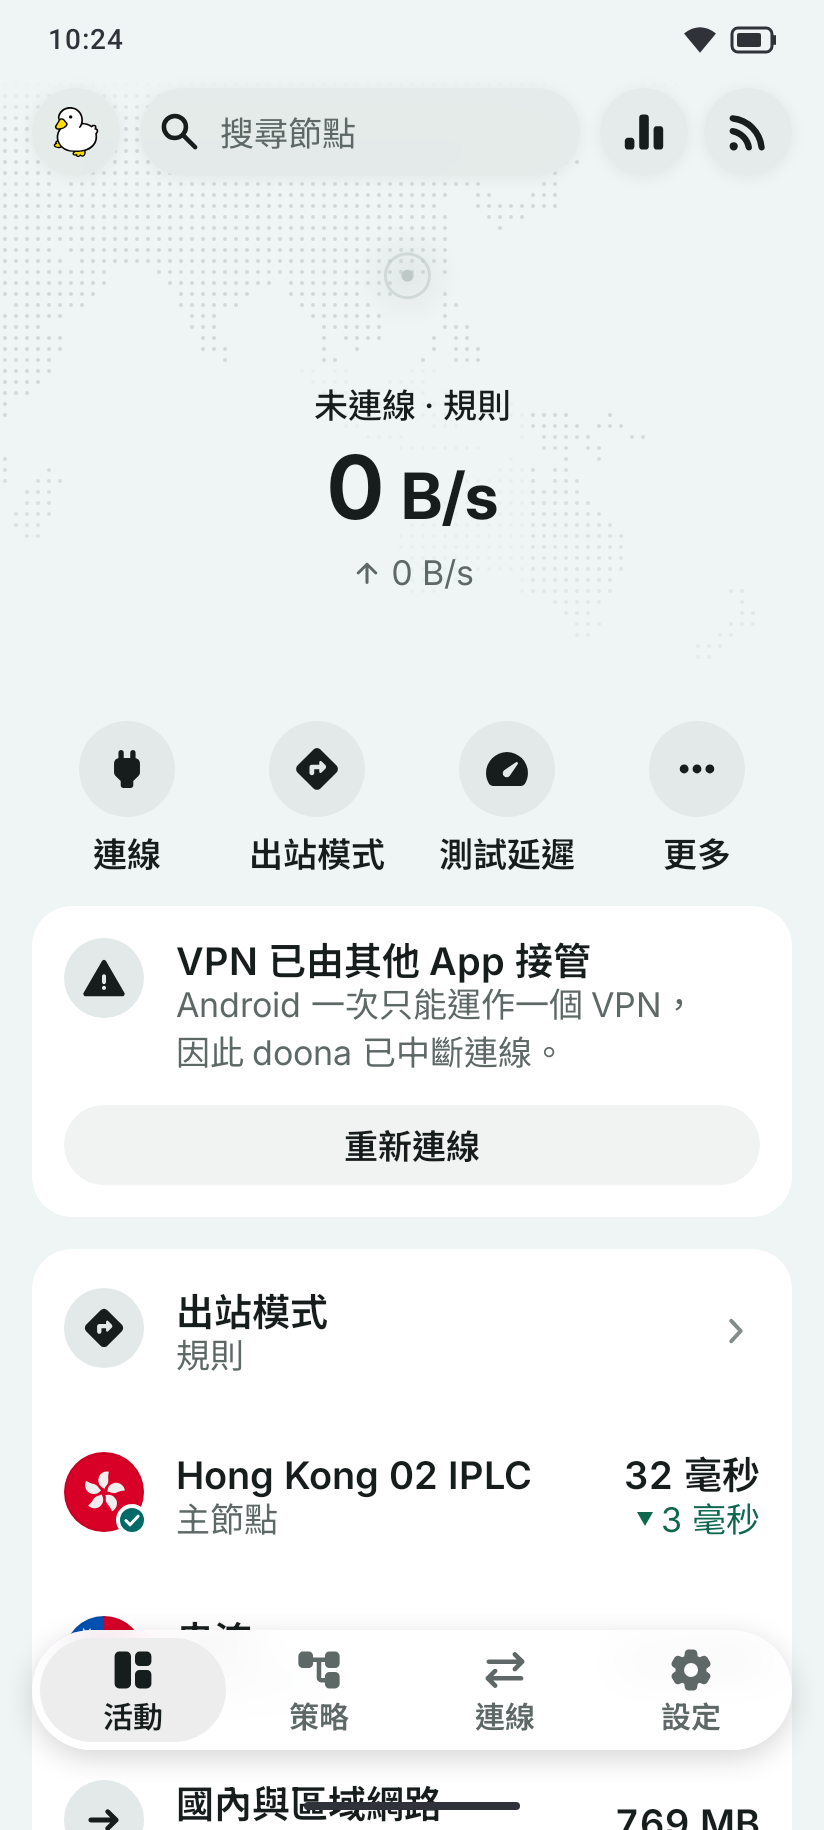 10:24
搜尋節點
未連線 · 規則
0 B/s
↑ 0 B/s
連線
出站模式
測試延遲
更多
VPN 已由其他 App 接管
Android 一次只能運作一個 VPN，
因此 doona 已中斷連線。
重新連線
出站模式
規則
Hong Kong 02 IPLC
32 毫秒
主節點
▼3 毫秒
活動
策略
連線
設定
國內與區域網路
769 MB